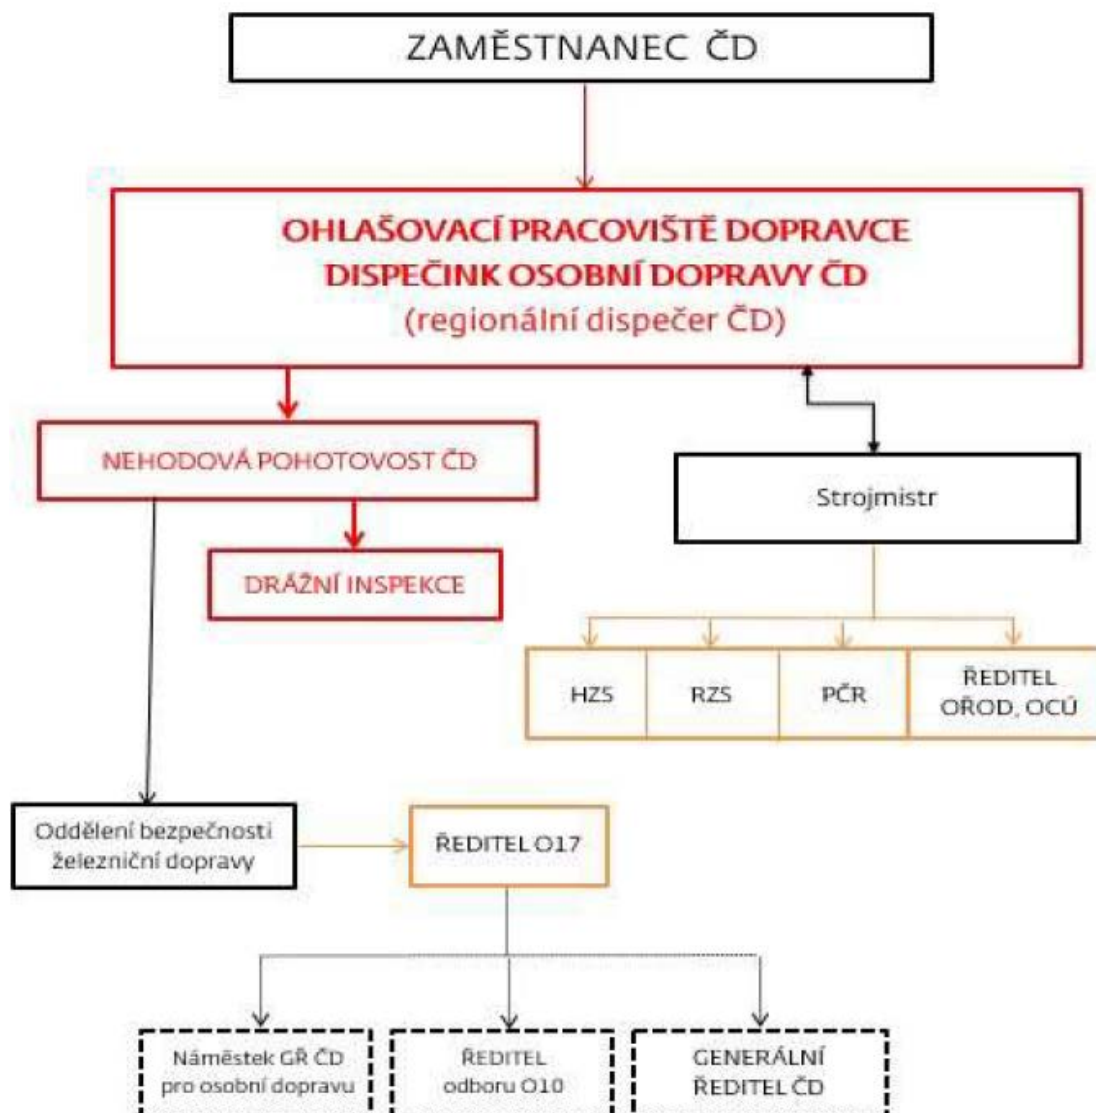 ZAMĚSTNANEC ČD
OHLAŠOVACÍ PRACOVIŠTĚ DOPRAVCE
DISPEČINK OSOBNÍ DOPRAVY ČD
(regionální dispečer ČD)
NEHODOVÁ POHOTOVOST ČD
Strojmistr
DRÁŽNÍ INSPEKCE
HZS
RZS
PČR
ŘEDITEL
OŘOD, OCÚ
Oddělení bezpečnosti
železniční dopravy
ŘEDITEL O17
Náměstek GŘ ČD
pro osobní dopravu
ŘEDITEL
odboru O10
GENERÁLNÍ
ŘEDITEL ČD